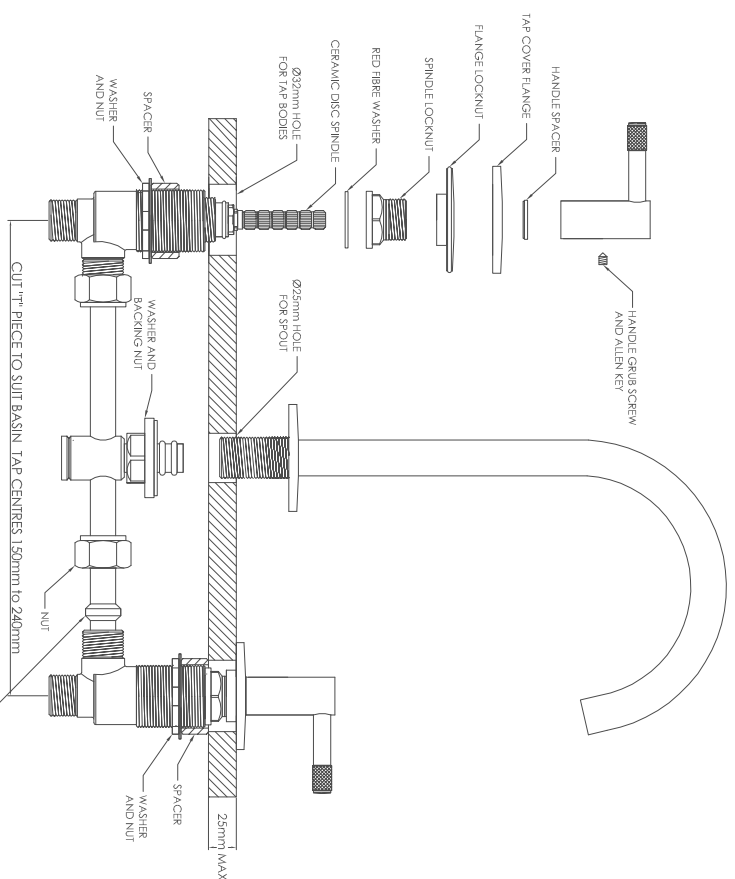 HANDLE SPACER
TAP COVER FLANGE
FLANGE LOCKNUT
SPINDLE LOCKNUT
RED FIBRE WASHER
CERAMIC DISC SPINDLE
Ø32mm HOLE
FOR TAP BODIES
SPACER
WASHER
AND NUT
HANDLE GRUB SCREW
AND ALLEN KEY
Ø25mm HOLE
FOR SPOUT
WASHER AND
BACKING NUT
CUT "T" PIECE TO SUIT BASIN TAP CENTRES 150mm to 240mm
NUT
SPACER
WASHER
AND NUT
25mm MAX